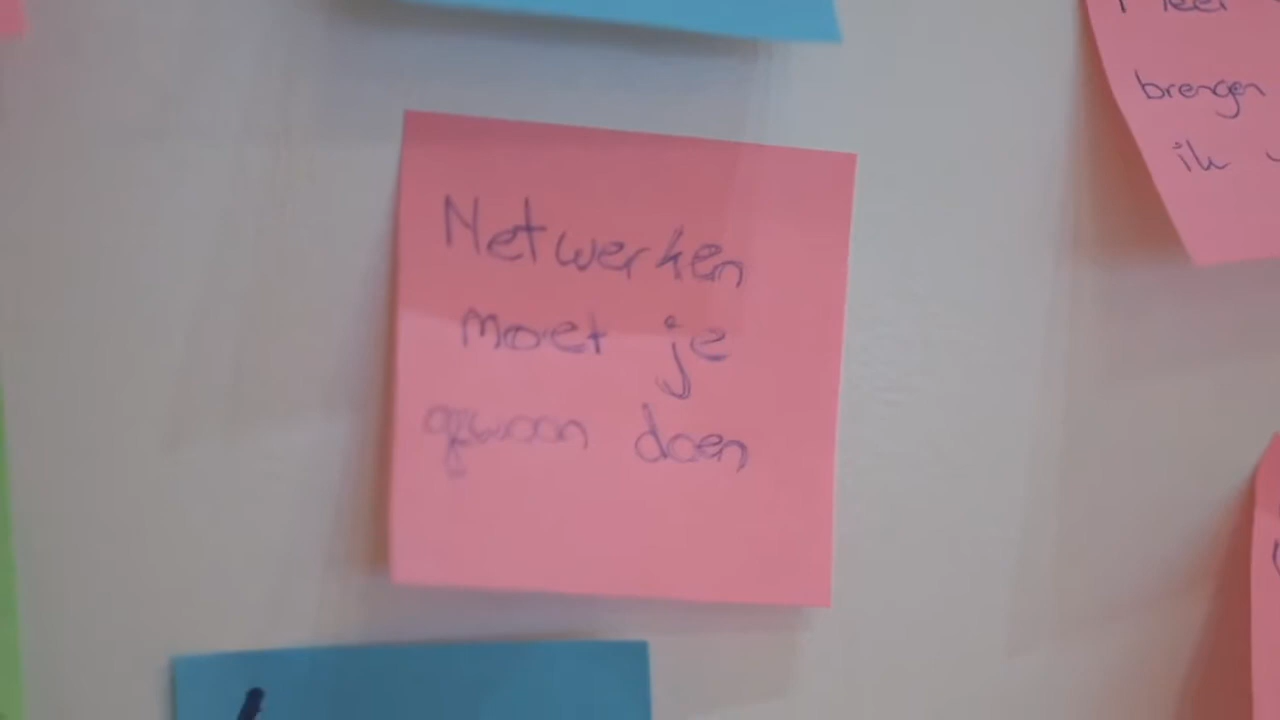 Netwerken
moet je
gewoon doen
brengen
ik